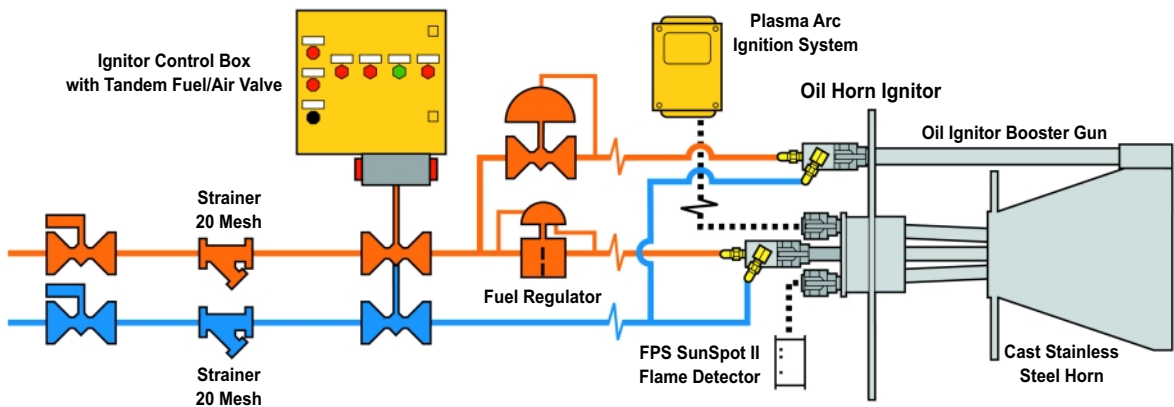 Ignitor Control Box
with Tandem Fuel/Air Valve
Plasma Arc
Ignition System
Oil Horn Ignitor
Oil Ignitor Booster Gun
Strainer
20 Mesh
Fuel Regulator
Strainer
20 Mesh
FPS SunSpot II
Flame Detector
Cast Stainless
Steel Horn